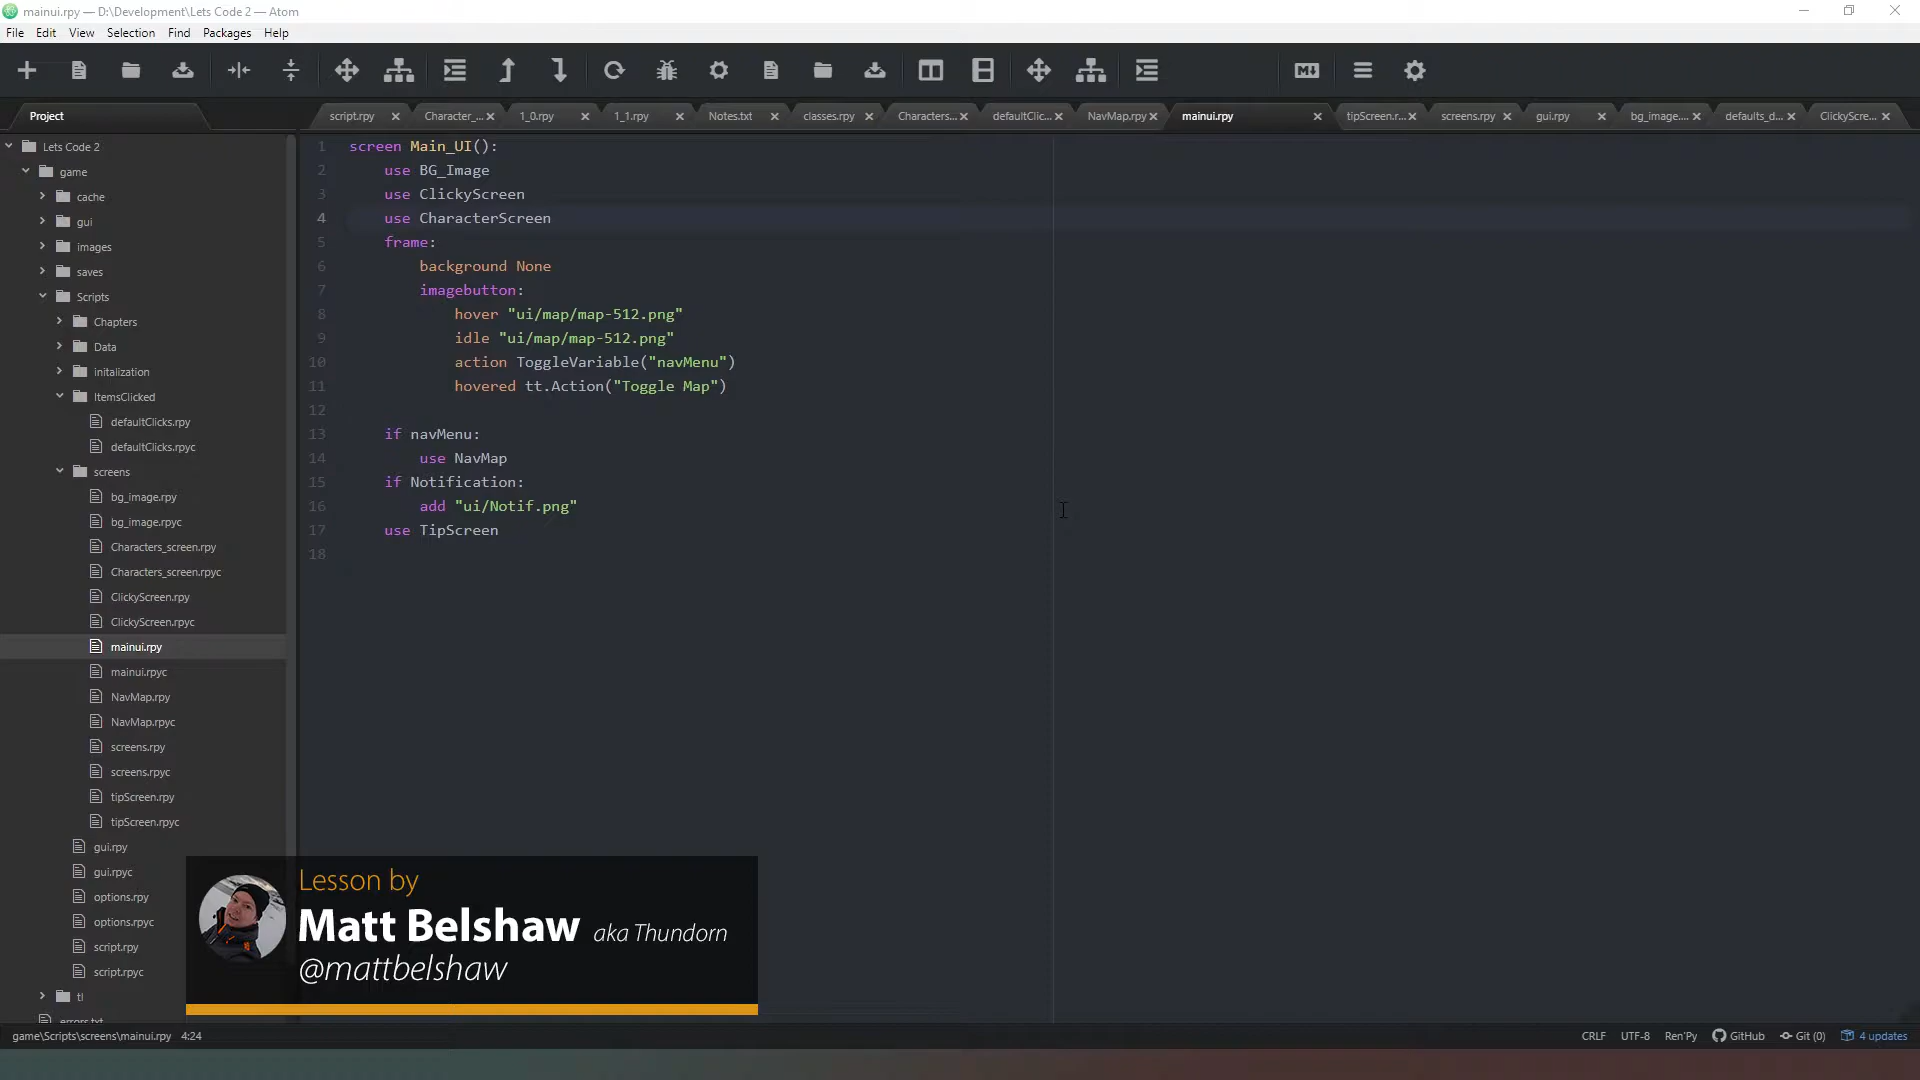 mainui.rpy — D:\Development\Lets Code 2 — Atom
File Edit View Selection Find Packages Help
Project
script.rpy Character_... 1_0.rpy 1_1.rpy Notes.txt classes.rpy Characters... defaultClic... NavMap.rpy mainui.rpy tipScreen.r... screens.rpy gui.rpy bg_image.... defaults_d... ClickyScre...
Lets Code 2
game
cache
gui
images
saves
Scripts
Chapters
Data
initalization
ItemsClicked
defaultClicks.rpy
defaultClicks.rpyc
screens
bg_image.rpy
bg_image.rpyc
Characters_screen.rpy
Characters_screen.rpyc
ClickyScreen.rpy
ClickyScreen.rpyc
mainui.rpy
mainui.rpyc
NavMap.rpy
NavMap.rpyc
screens.rpy
screens.rpyc
tipScreen.rpy
tipScreen.rpyc
gui.rpy
gui.rpyc
options.rpy
options.rpyc
script.rpy
script.rpyc
tl
errors.txt
1 screen Main_UI():
2 use BG_Image
3 use ClickyScreen
4 use CharacterScreen
5 frame:
6 background None
7 imagebutton:
8 hover "ui/map/map-512.png"
9 idle "ui/map/map-512.png"
10 action ToggleVariable("navMenu")
11 hovered tt.Action("Toggle Map")
12
13 if navMenu:
14 use NavMap
15 if Notification:
16 add "ui/Notif.png"
17 use TipScreen
18
Lesson by
Matt Belshaw aka Thundorn
@mattbelshaw
game\Scripts\screens\mainui.rpy 4:24
CRLF UTF-8 Ren'Py GitHub Git (0) 4 updates